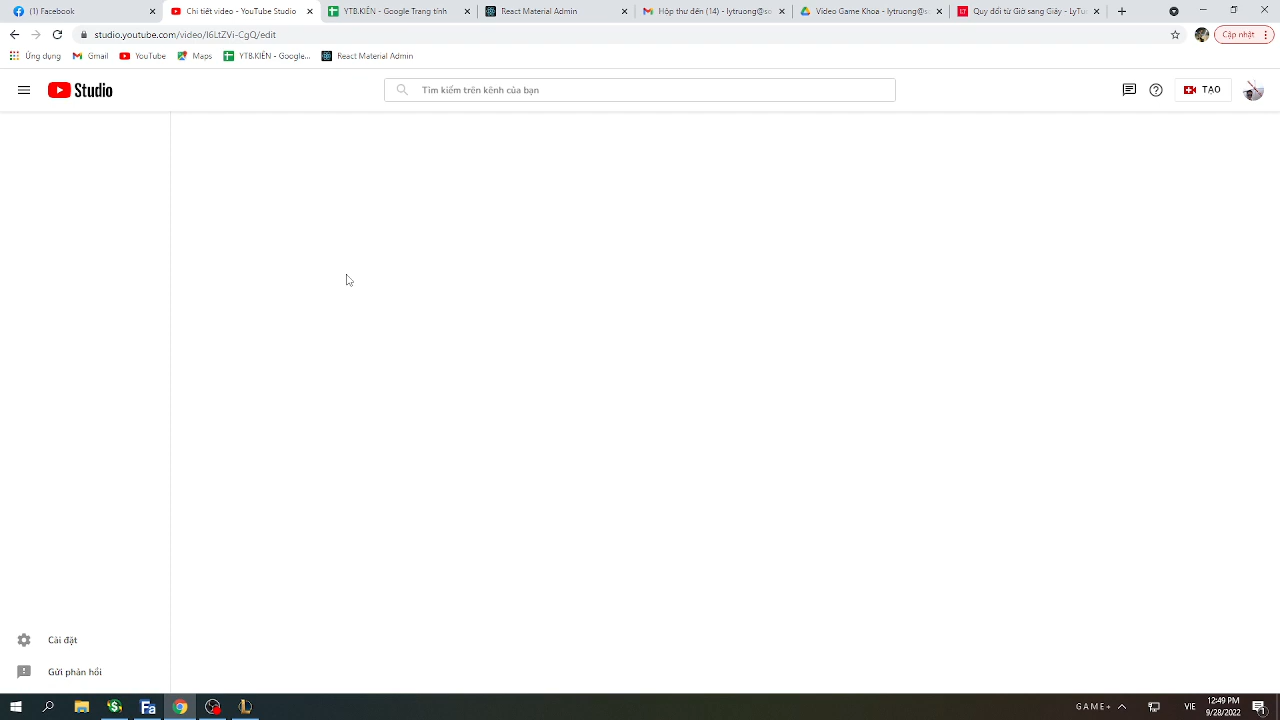 (1) Facebook
Chi tiết video - YouTube Studio
YTB.KIÊN - Google Trang tính
React Material Admin
Hộp thư đến (14) - lytruong@so
Video Game Khoa - lytruong@s
Quy đổi từ Giờ sang Giây - LyTv
studio.youtube.com/video/I6LtZVi-CgQ/edit
Cập nhật
Ứng dụng
Gmail
YouTube
Maps
YTB.KIÊN - Google...
React Material Admin
Studio
Tìm kiếm trên kênh của bạn
TẠO
Cài đặt
Gửi phản hồi
GAME+
VIE
12:49 PM
9/28/2022